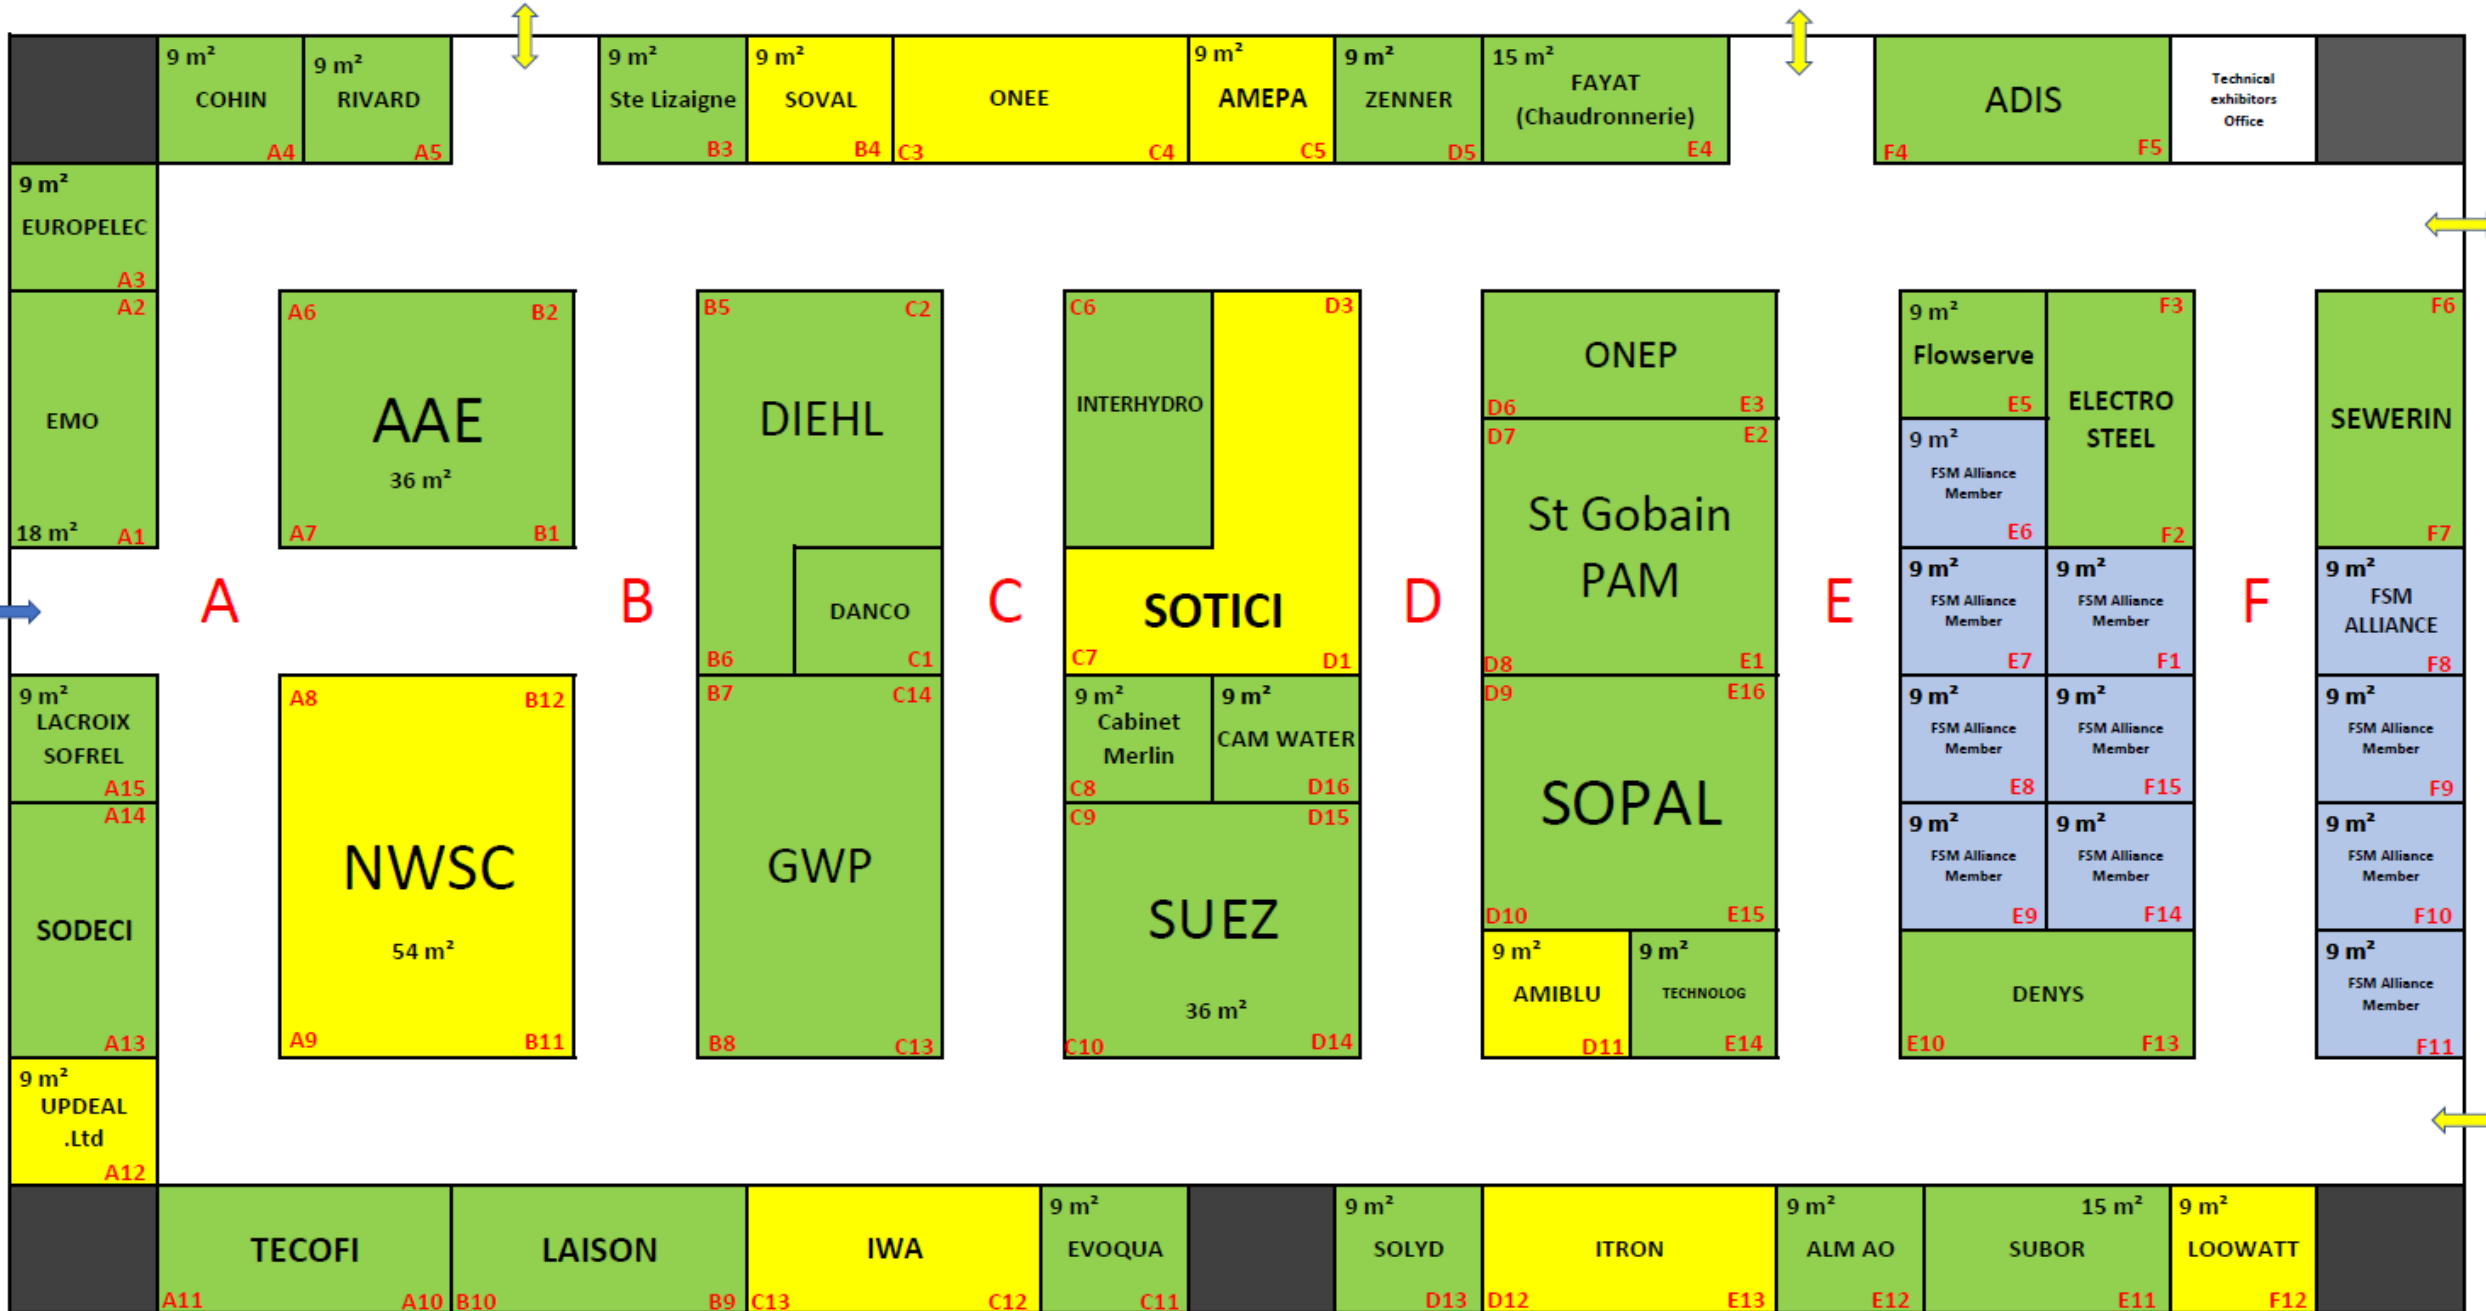 9 m²
COHIN
A4
9 m²
RIVARD
A5
9 m²
Ste Lizaigne
B3
9 m²
SOVAL
B4
ONEE
C3
C4
9 m²
AMEPA
C5
9 m²
ZENNER
D5
15 m²
FAYAT
(Chaudronnerie)
E4
ADIS
F4
F5
Technical
exhibitors
Office
9 m²
EUROPELEC
A3
A2
EMO
18 m²
A1
A6
B2
AAE
36 m²
A7
B1
B5
C2
DIEHL
B6
DANCO
C1
C6
INTERHYDRO
D3
SOTICI
C7
D1
ONEP
D6
E3
D7
E2
St Gobain
PAM
D8
E1
9 m²
Flowserve
E5
F3
ELECTRO
STEEL
F2
9 m²
FSM Alliance
Member
E6
9 m²
FSM Alliance
Member
E7
9 m²
FSM Alliance
Member
F1
F6
SEWERIN
F7
9 m²
FSM
ALLIANCE
F8
A
B
C
D
E
F
9 m²
LACROIX
SOFREL
A15
A14
SODECI
A13
9 m²
UPDEAL
.Ltd
A12
A8
B12
NWSC
54 m²
A9
B11
B7
C14
GWP
B8
C13
9 m²
Cabinet
Merlin
C8
9 m²
CAM WATER
D16
C9
D15
SUEZ
36 m²
C10
D14
D9
E16
SOPAL
D10
E15
9 m²
AMIBLU
D11
9 m²
TECHNOLOG
E14
9 m²
FSM Alliance
Member
E8
9 m²
FSM Alliance
Member
F15
9 m²
FSM Alliance
Member
E9
9 m²
FSM Alliance
Member
F14
DENYS
E10
F13
9 m²
FSM Alliance
Member
F9
9 m²
FSM Alliance
Member
F10
9 m²
FSM Alliance
Member
F11
TECOFI
A11
A10
LAISON
B10
B9
IWA
C13
C12
9 m²
EVOQUA
C11
9 m²
SOLYD
D13
ITRON
D12
E13
9 m²
ALM AO
E12
15 m²
SUBOR
E11
9 m²
LOOWATT
F12